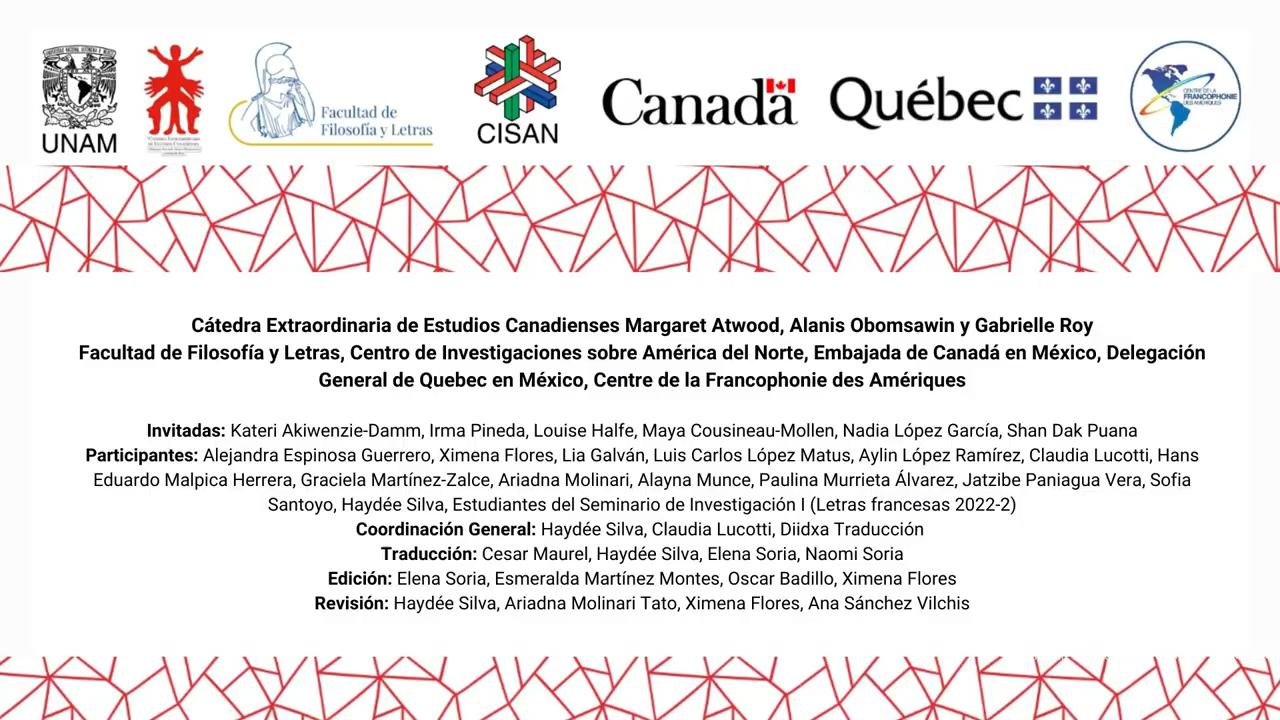 UNAM
Facultad de
Filosofía y Letras
CISAN
Canada
Québec
CENTRE DE LA
FRANCOPHONIE
DES AMÉRIQUES
Cátedra Extraordinaria de Estudios Canadienses Margaret Atwood, Alanis Obomsawin y Gabrielle Roy
Facultad de Filosofía y Letras, Centro de Investigaciones sobre América del Norte, Embajada de Canadá en México, Delegación
General de Quebec en México, Centre de la Francophonie des Amériques
Invitadas: Kateri Akiwenzie-Damm, Irma Pineda, Louise Halfe, Maya Cousineau-Mollen, Nadia López García, Shan Dak Puana
Participantes: Alejandra Espinosa Guerrero, Ximena Flores, Lia Galván, Luis Carlos López Matus, Aylin López Ramírez, Claudia Lucotti, Hans
Eduardo Malpica Herrera, Graciela Martínez-Zalce, Ariadna Molinari, Alayna Munce, Paulina Murrieta Álvarez, Jatzibe Paniagua Vera, Sofia
Santoyo, Haydée Silva, Estudiantes del Seminario de Investigación I (Letras francesas 2022-2)
Coordinación General: Haydée Silva, Claudia Lucotti, Diidxa Traducción
Traducción: Cesar Maurel, Haydée Silva, Elena Soria, Naomi Soria
Edición: Elena Soria, Esmeralda Martínez Montes, Oscar Badillo, Ximena Flores
Revisión: Haydée Silva, Ariadna Molinari Tato, Ximena Flores, Ana Sánchez Vilchis